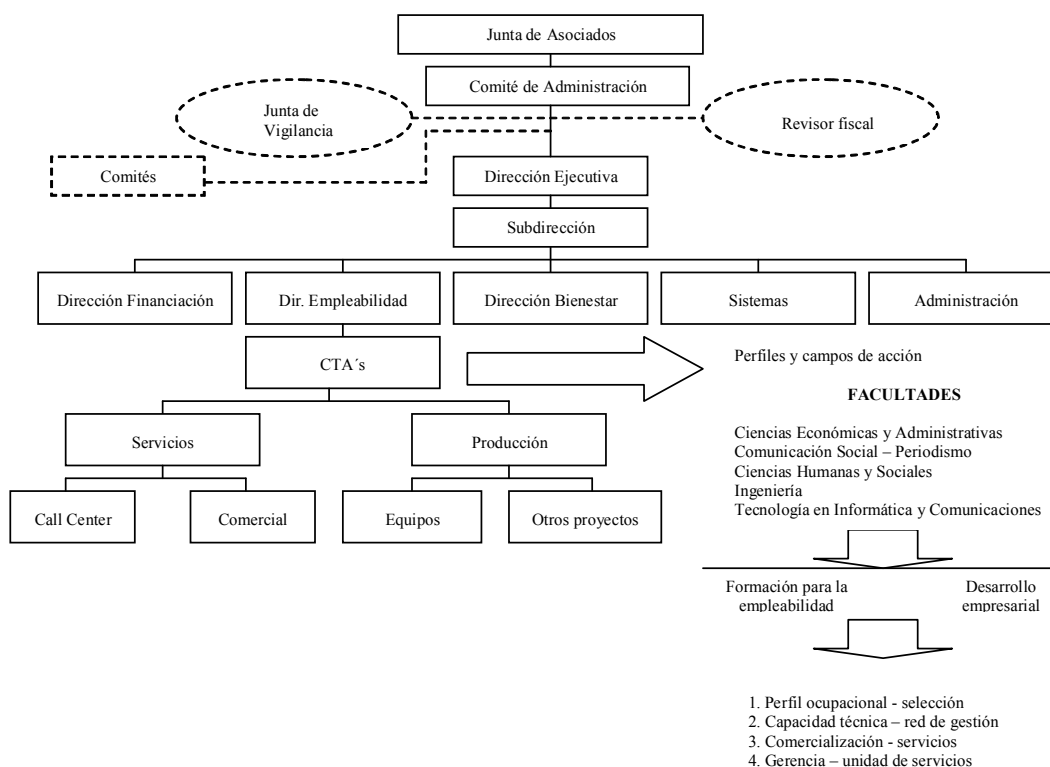 Junta de Asociados
Comité de Administración
Junta de
Vigilancia
Revisor fiscal
Comités
Dirección Ejecutiva
Subdirección
Dirección Financiación
Dir. Empleabilidad
Dirección Bienestar
Sistemas
Administración
CTA´s
Perfiles y campos de acción
FACULTADES
Servicios
Producción
Ciencias Económicas y Administrativas
Comunicación Social – Periodismo
Ciencias Humanas y Sociales
Ingeniería
Tecnología en Informática y Comunicaciones
Call Center
Comercial
Equipos
Otros proyectos
Formación para la
empleabilidad
Desarrollo
empresarial
1. Perfil ocupacional - selección
2. Capacidad técnica – red de gestión
3. Comercialización - servicios
4. Gerencia – unidad de servicios